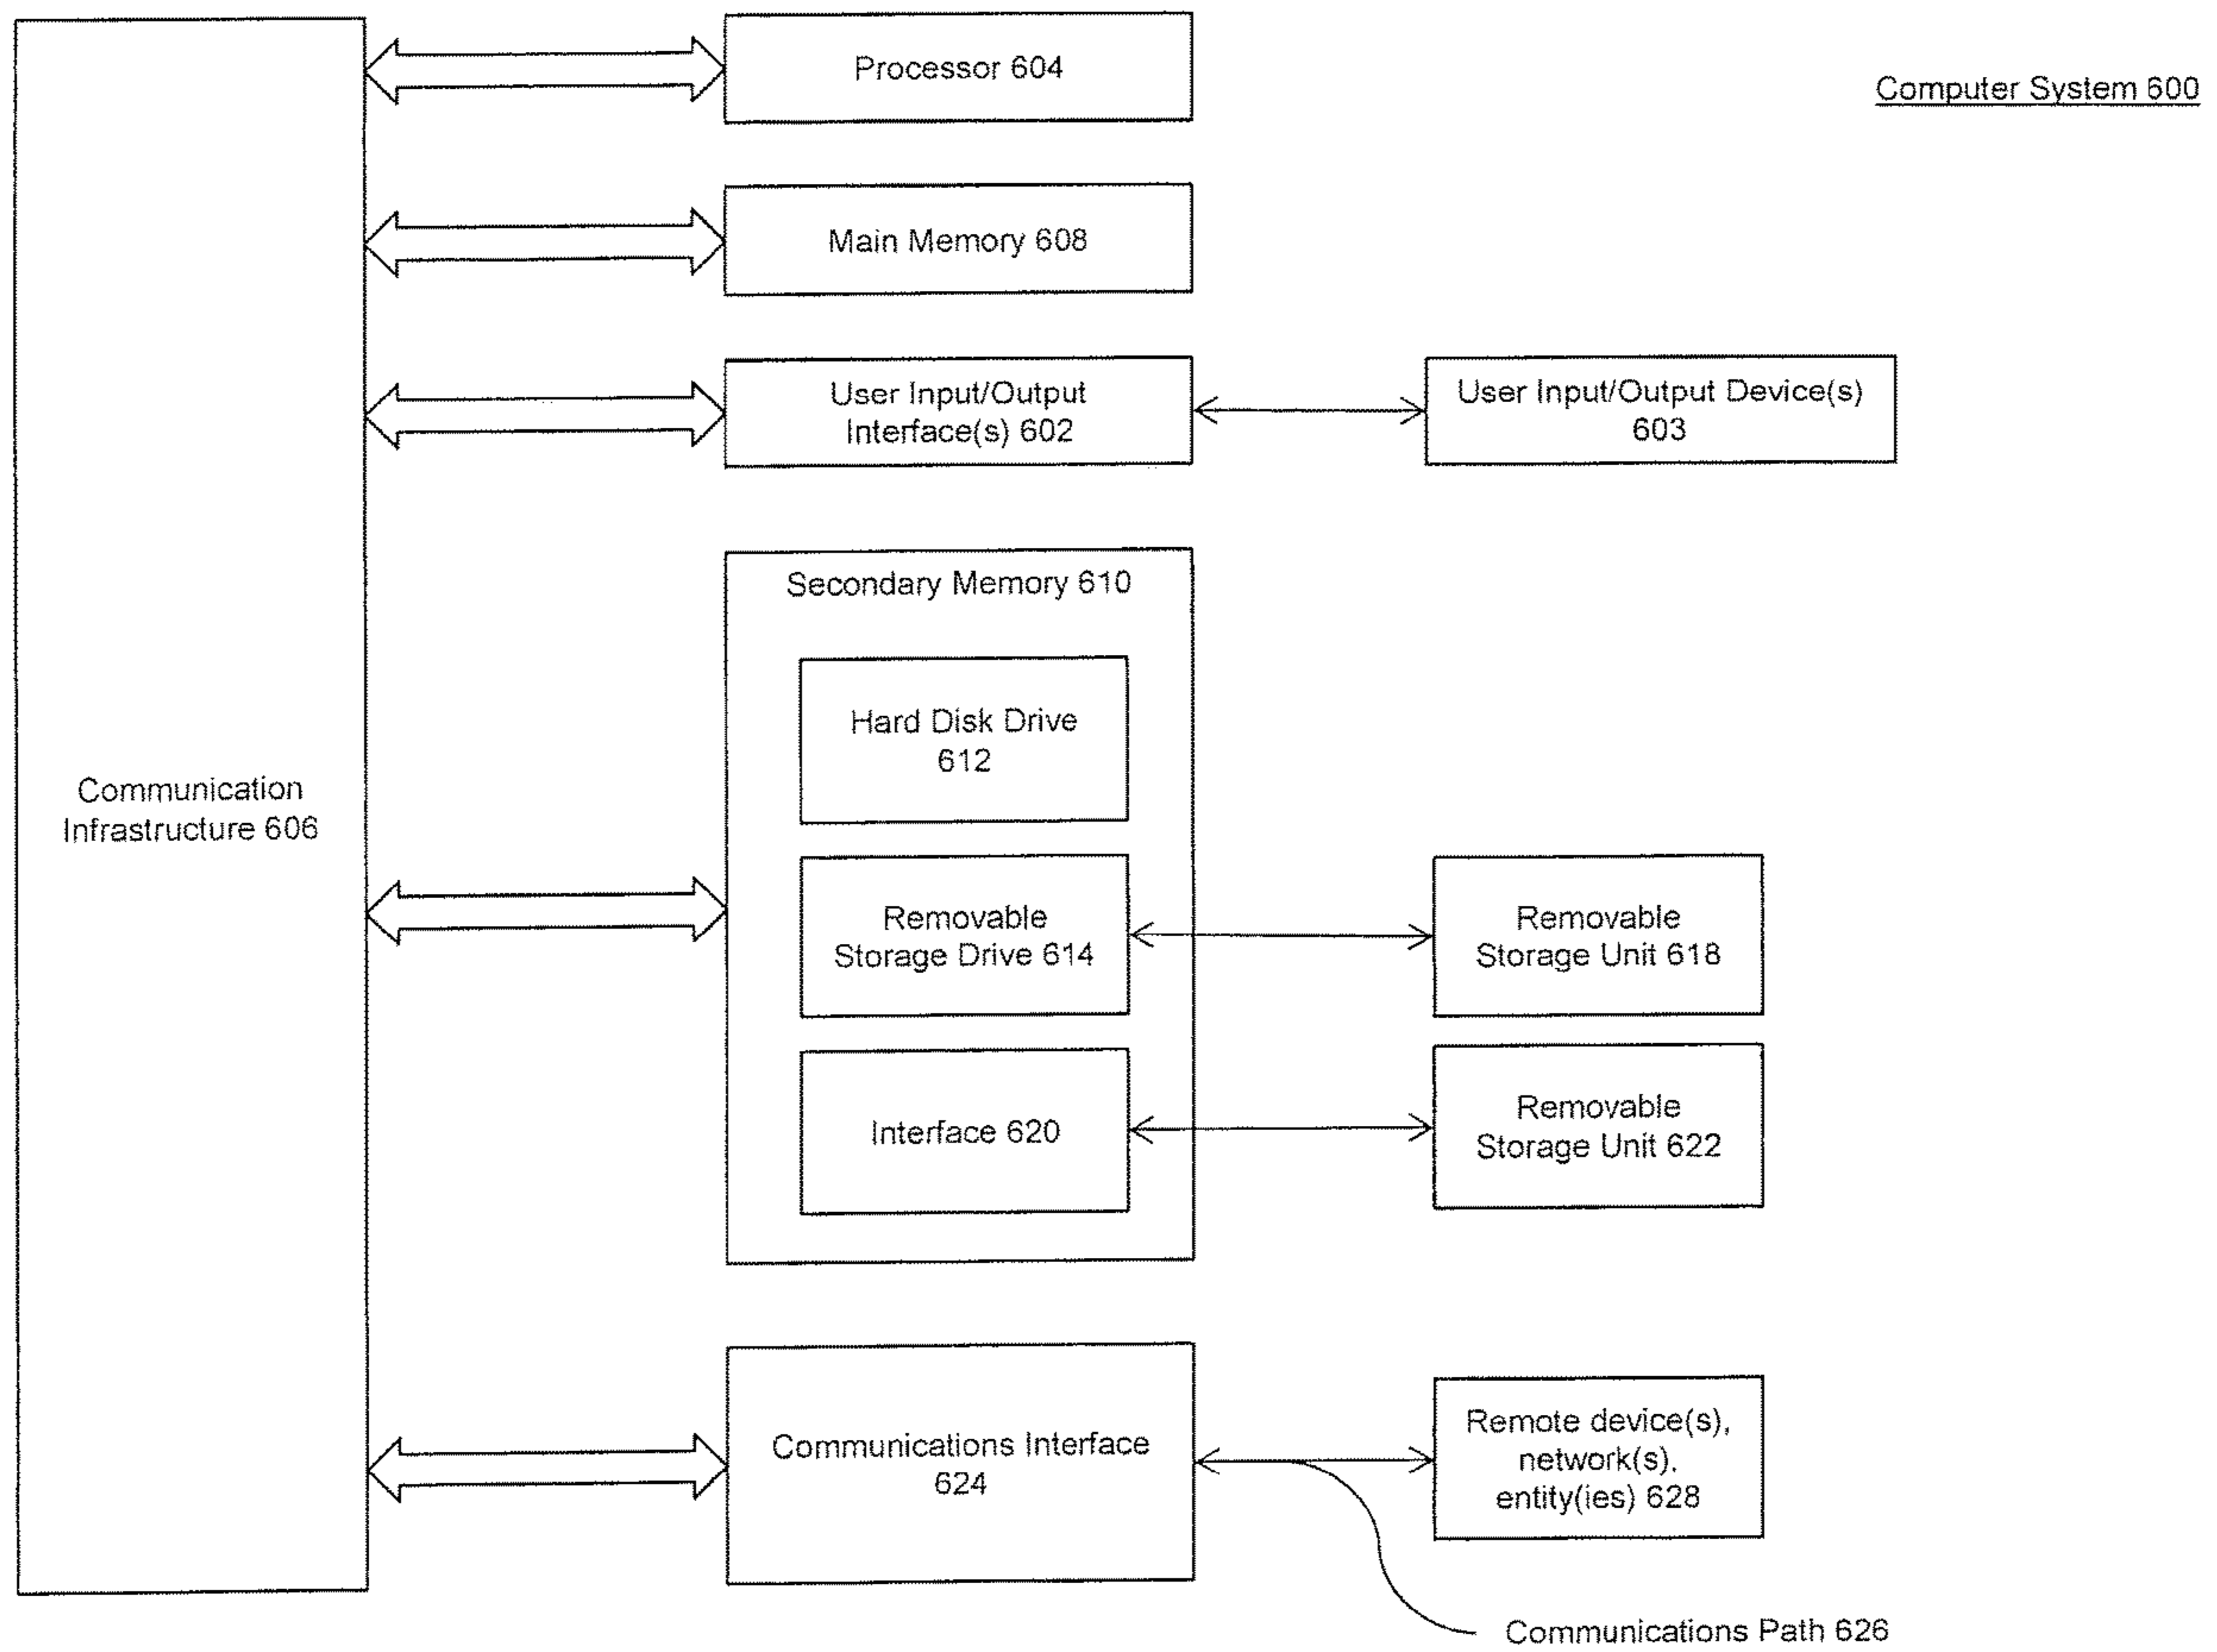 Processor 604
Computer System 600
Main Memory 608
User Input/Output
Interface(s) 602
User Input/Output Device(s)
603
Secondary Memory 610
Hard Disk Drive
612
Communication
Infrastructure 606
Removable
Storage Drive 614
Removable
Storage Unit 618
Interface 620
Removable
Storage Unit 622
Communications Interface
624
Remote device(s),
network(s),
entity(ies) 628
Communications Path 626